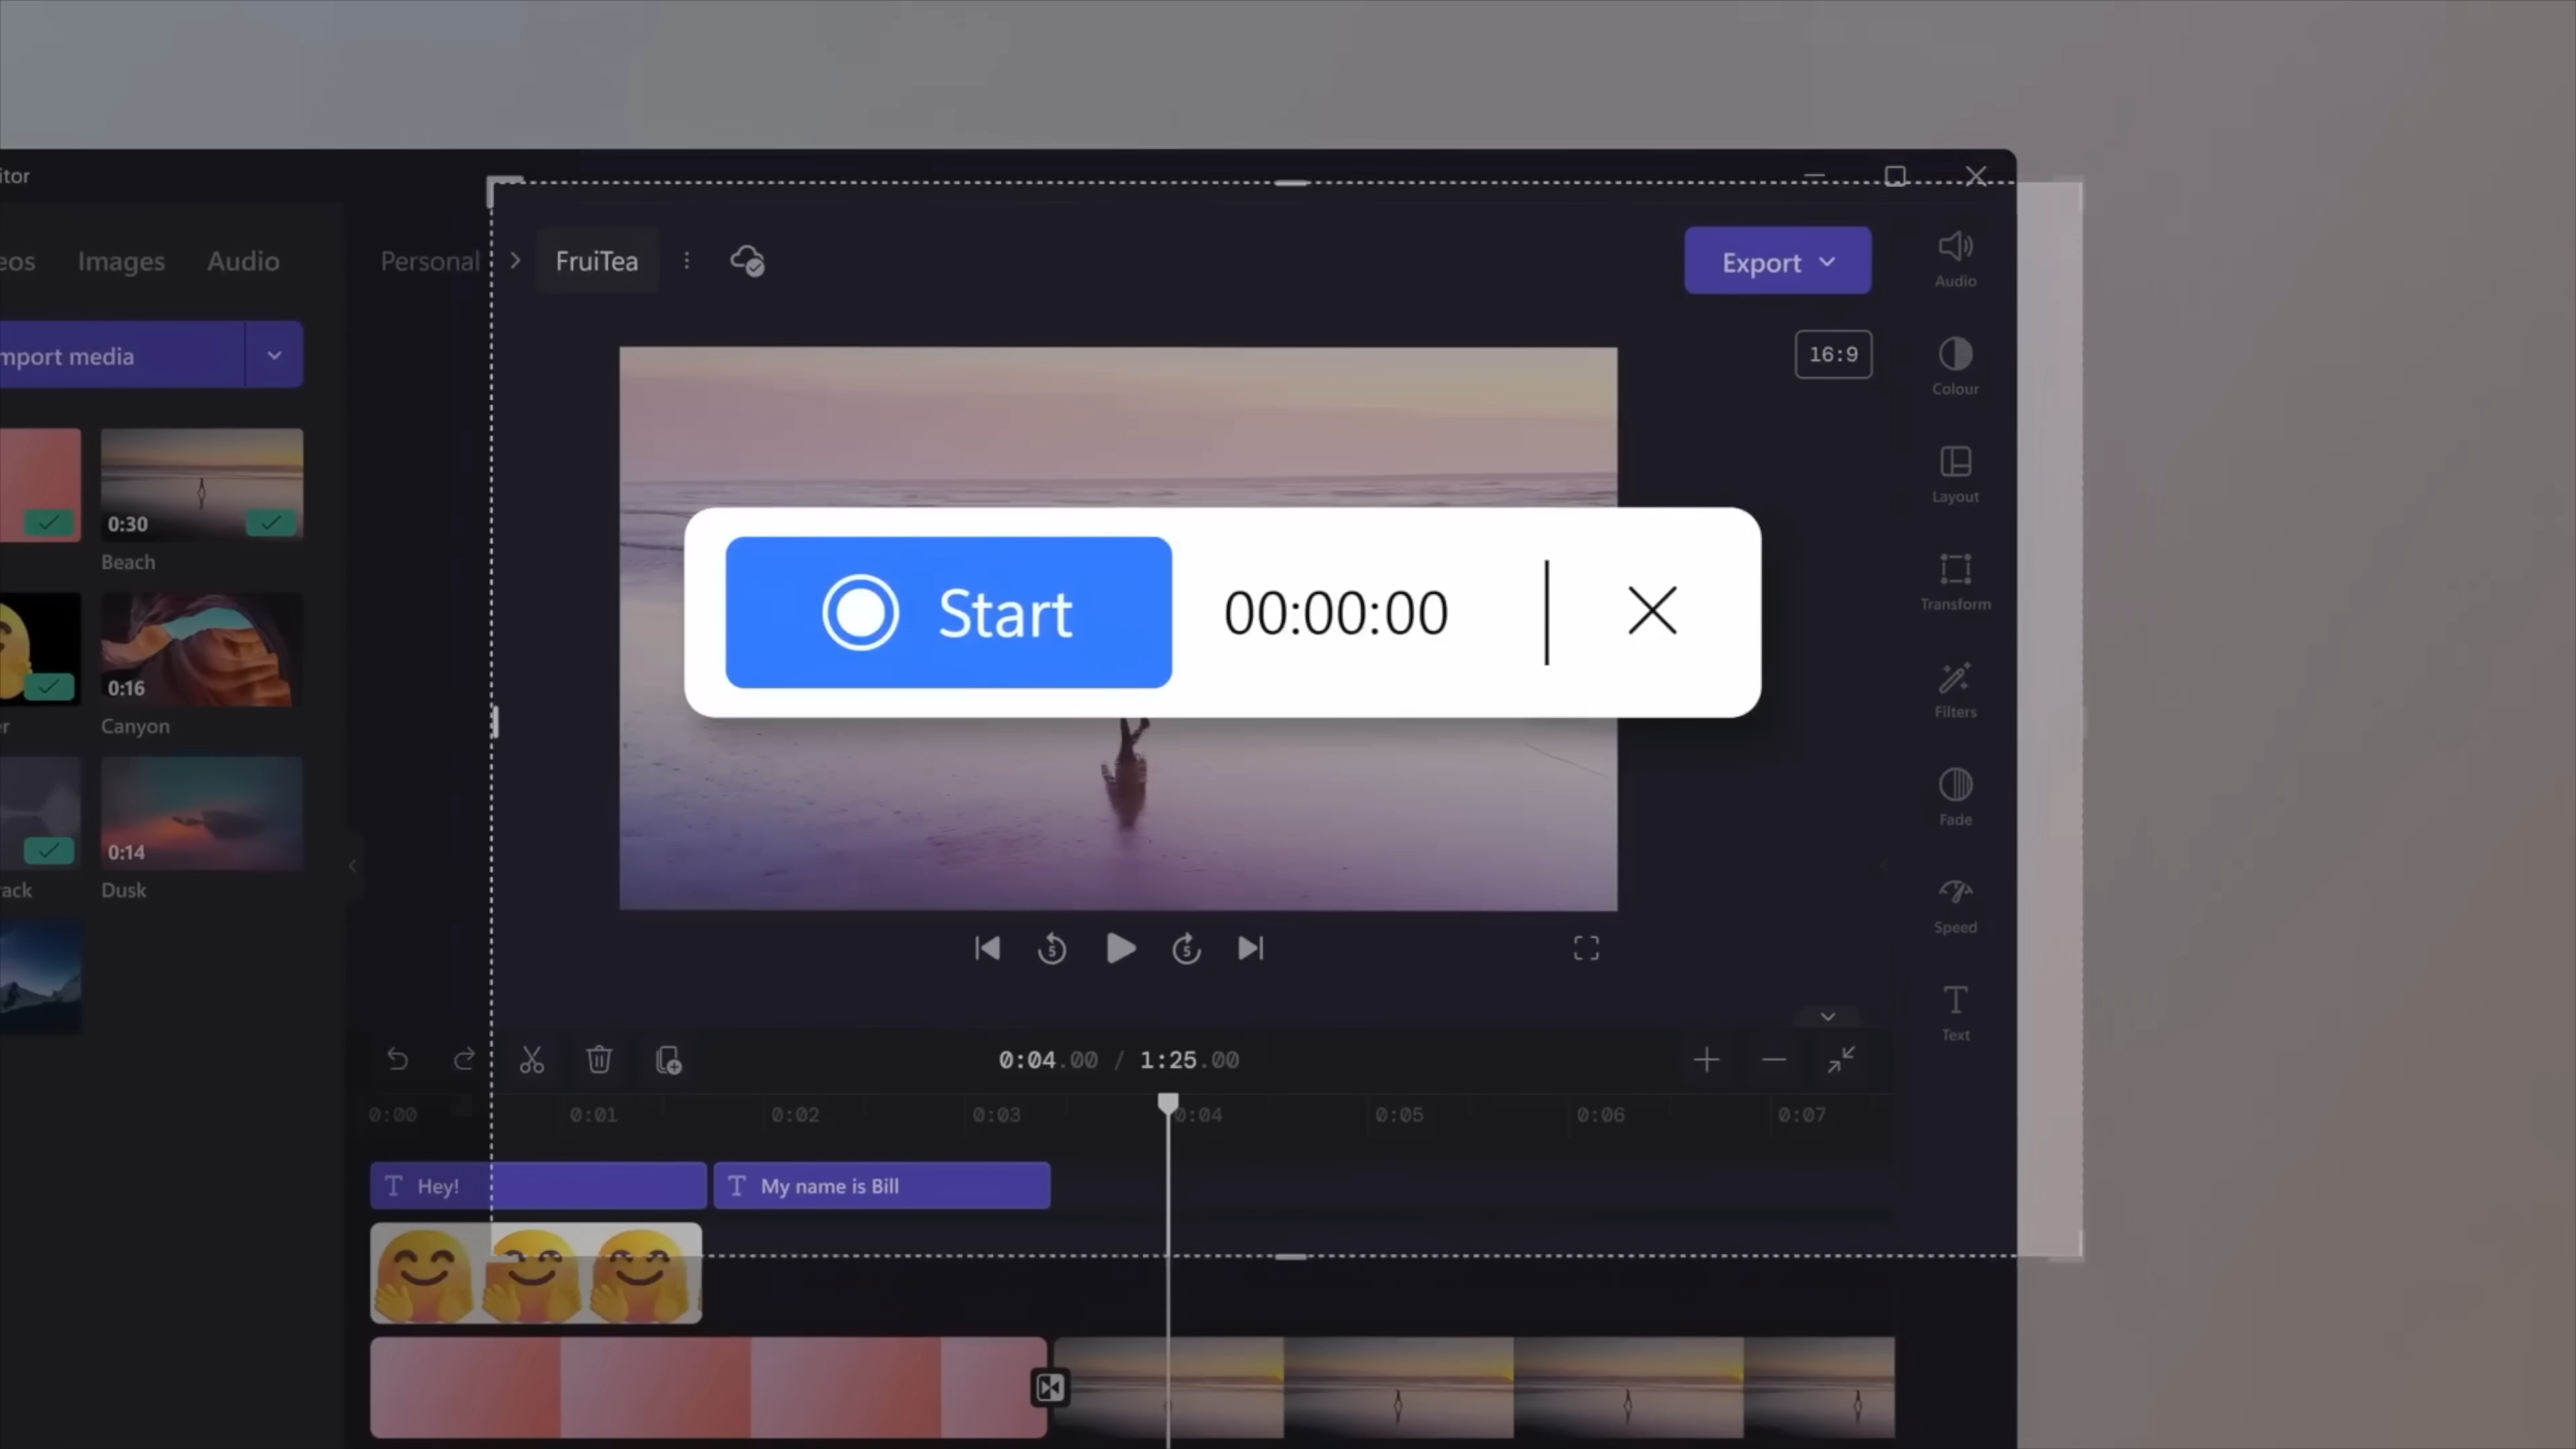 itor
eos Images Audio
Personal > FruiTea
Export
Audio
mport media
16:9
Colour
Layout
0:30
Beach
Start 00:00:00
Transform
0:16
r
Canyon
Filters
Fade
0:14
ack
Dusk
5 5
Speed
Text
0:04.00 / 1:25.00
0:00 0:01 0:02 0:03 0:04 0:05 0:06 0:07
T Hey! T My name is Bill